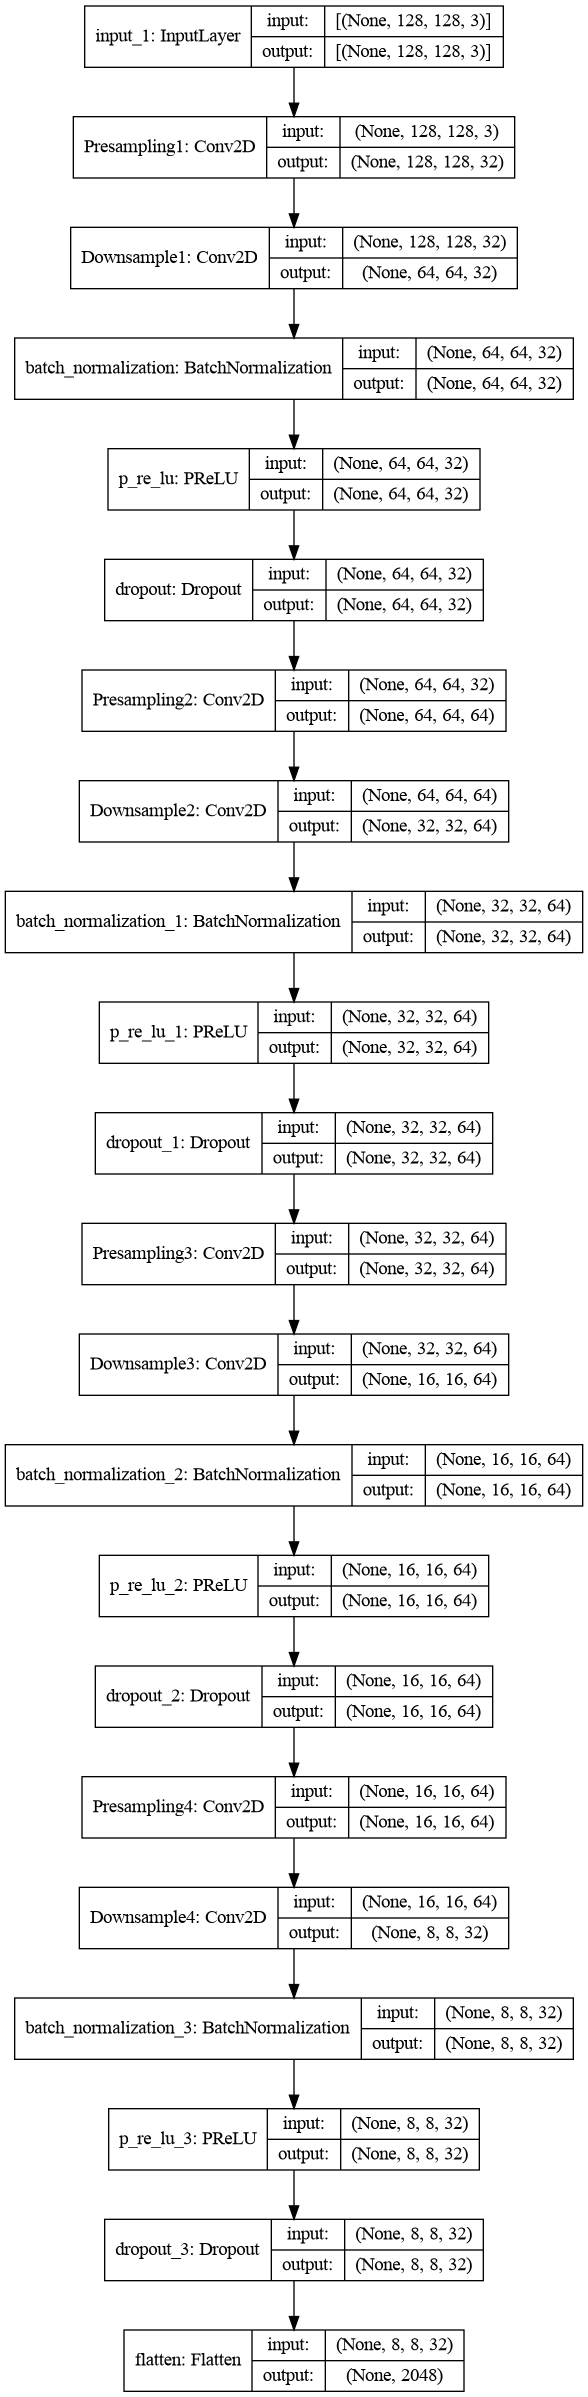 input_1: InputLayer
input: [(None, 128, 128, 3)]
output: [(None, 128, 128, 3)]
Presampling1: Conv2D
input: (None, 128, 128, 3)
output: (None, 128, 128, 32)
Downsample1: Conv2D
input: (None, 128, 128, 32)
output: (None, 64, 64, 32)
batch_normalization: BatchNormalization
input: (None, 64, 64, 32)
output: (None, 64, 64, 32)
p_re_lu: PReLU
input: (None, 64, 64, 32)
output: (None, 64, 64, 32)
dropout: Dropout
input: (None, 64, 64, 32)
output: (None, 64, 64, 32)
Presampling2: Conv2D
input: (None, 64, 64, 32)
output: (None, 64, 64, 64)
Downsample2: Conv2D
input: (None, 64, 64, 64)
output: (None, 32, 32, 64)
batch_normalization_1: BatchNormalization
input: (None, 32, 32, 64)
output: (None, 32, 32, 64)
p_re_lu_1: PReLU
input: (None, 32, 32, 64)
output: (None, 32, 32, 64)
dropout_1: Dropout
input: (None, 32, 32, 64)
output: (None, 32, 32, 64)
Presampling3: Conv2D
input: (None, 32, 32, 64)
output: (None, 32, 32, 64)
Downsample3: Conv2D
input: (None, 32, 32, 64)
output: (None, 16, 16, 64)
batch_normalization_2: BatchNormalization
input: (None, 16, 16, 64)
output: (None, 16, 16, 64)
p_re_lu_2: PReLU
input: (None, 16, 16, 64)
output: (None, 16, 16, 64)
dropout_2: Dropout
input: (None, 16, 16, 64)
output: (None, 16, 16, 64)
Presampling4: Conv2D
input: (None, 16, 16, 64)
output: (None, 16, 16, 64)
Downsample4: Conv2D
input: (None, 16, 16, 64)
output: (None, 8, 8, 32)
batch_normalization_3: BatchNormalization
input: (None, 8, 8, 32)
output: (None, 8, 8, 32)
p_re_lu_3: PReLU
input: (None, 8, 8, 32)
output: (None, 8, 8, 32)
dropout_3: Dropout
input: (None, 8, 8, 32)
output: (None, 8, 8, 32)
flatten: Flatten
input: (None, 8, 8, 32)
output: (None, 2048)